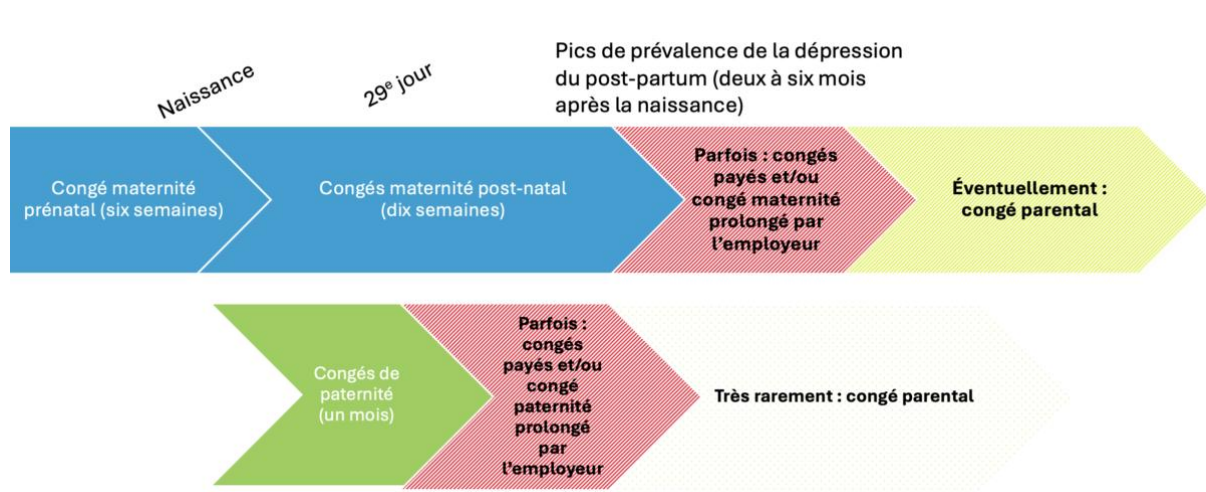 Naissance
29e jour
Pics de prévalence de la dépression
du post-partum (deux à six mois
après la naissance)
Congé maternité
prénatal (six semaines)
Congés maternité post-natal
(dix semaines)
Parfois : congés
payés et/ou
congé maternité
prolongé par
l'employeur
Éventuellement :
congé parental
Congés de
paternité
(un mois)
Parfois :
congés
payés et/ou
congé
paternité
prolongé
par
l'employeur
Très rarement : congé parental